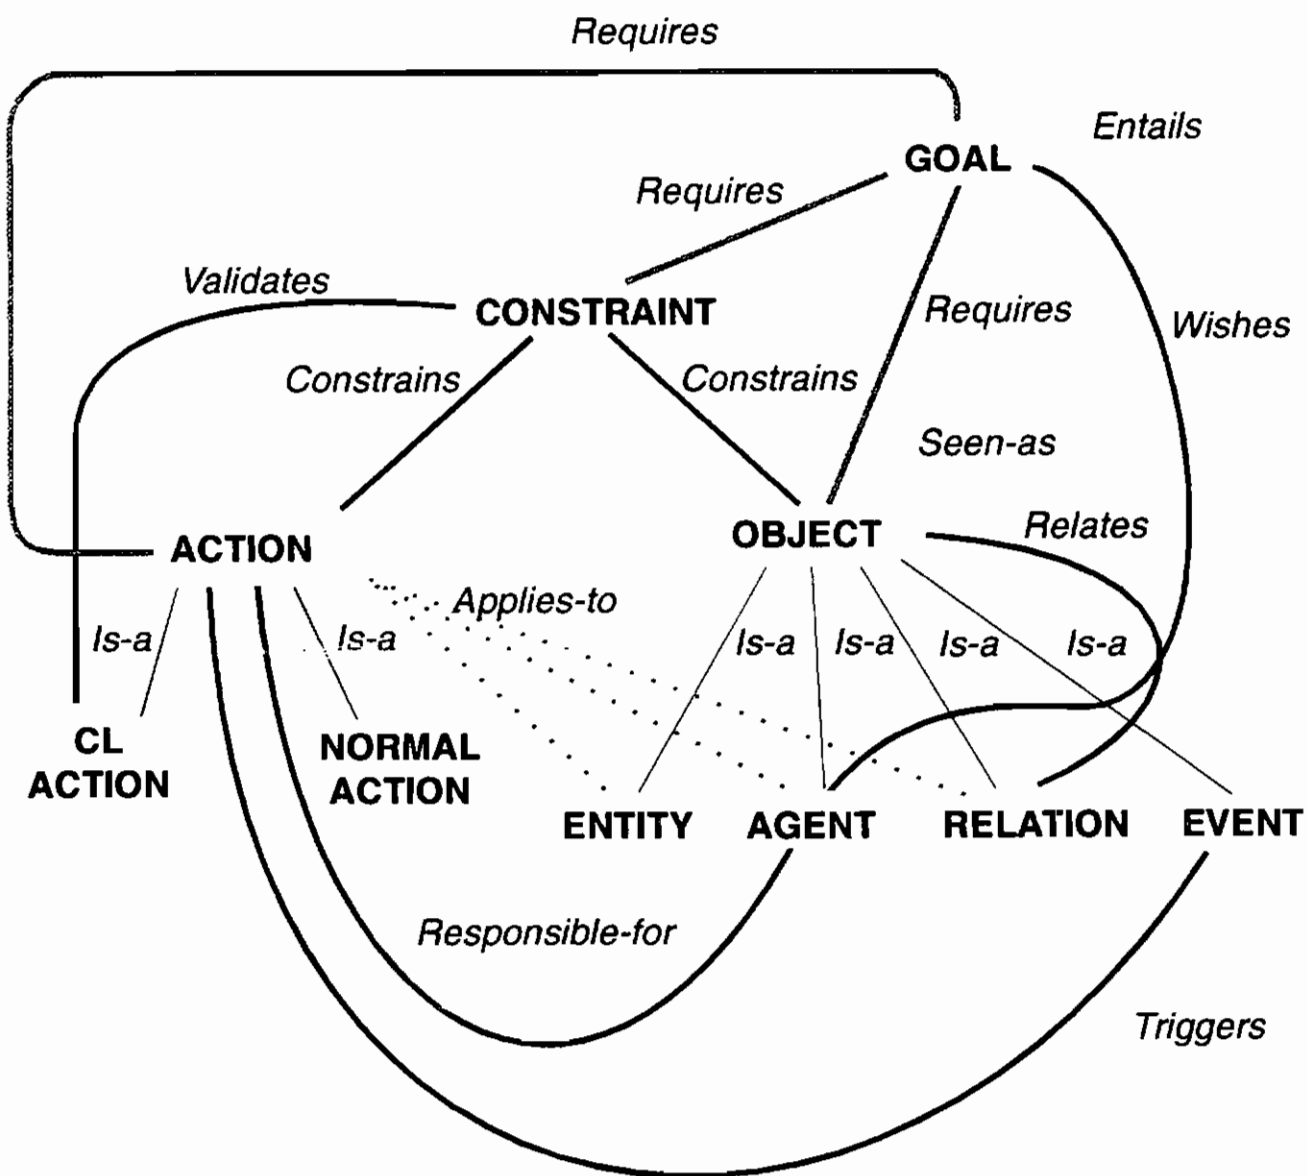 Requires
Entails
GOAL
Requires
Validates
CONSTRAINT
Requires
Wishes
Constrains
Constrains
Seen-as
Relates
ACTION
OBJECT
Applies-to
Is-a
Is-a
Is-a
Is-a
Is-a
Is-a
CL
ACTION
NORMAL
ACTION
ENTITY
AGENT
RELATION
EVENT
Responsible-for
Triggers